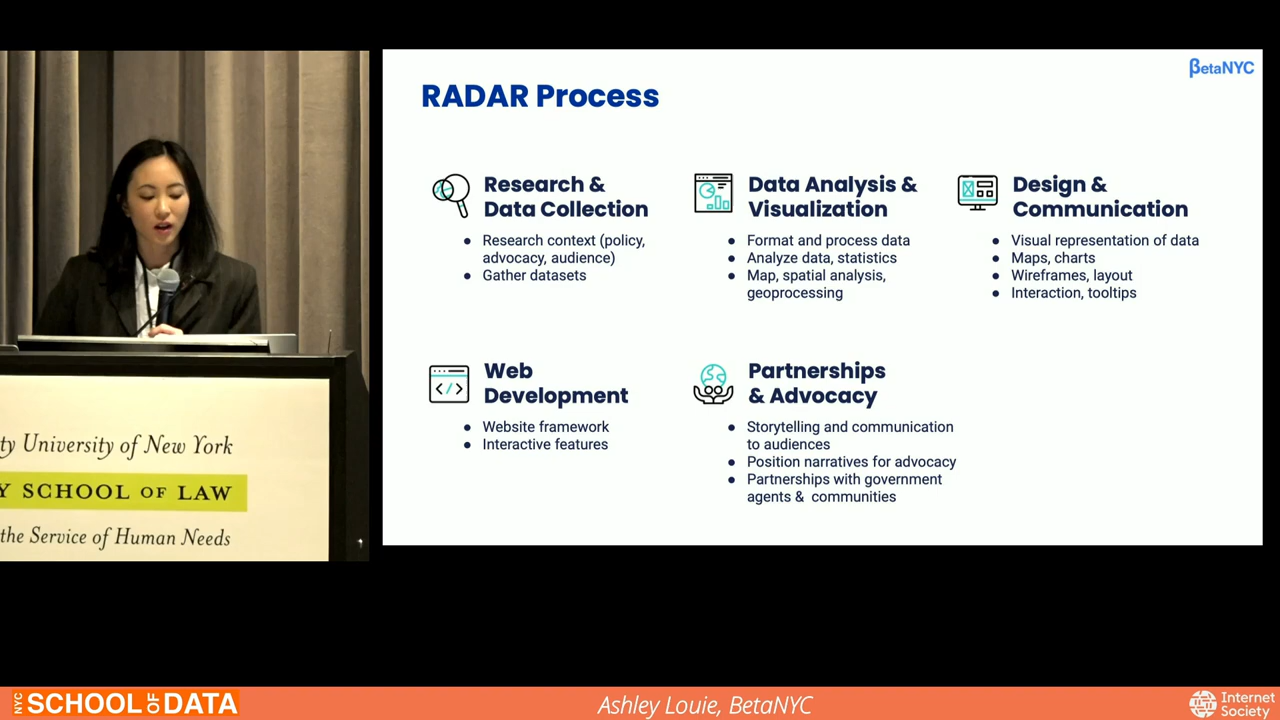 βetaNYC
RADAR Process
Research &
Data Collection
● Research context (policy,
advocacy, audience)
● Gather datasets
Data Analysis &
Visualization
● Format and process data
● Analyze data, statistics
● Map, spatial analysis,
geoprocessing
Design &
Communication
● Visual representation of data
● Maps, charts
● Wireframes, layout
● Interaction, tooltips
Web
Development
● Website framework
● Interactive features
Partnerships
& Advocacy
● Storytelling and communication
to audiences
● Position narratives for advocacy
● Partnerships with government
agents & communities
ty University of New York
Y SCHOOL OF LAW
the Service of Human Needs
NYC SCHOOL OF DATA
Ashley Louie, BetaNYC
Internet
Society